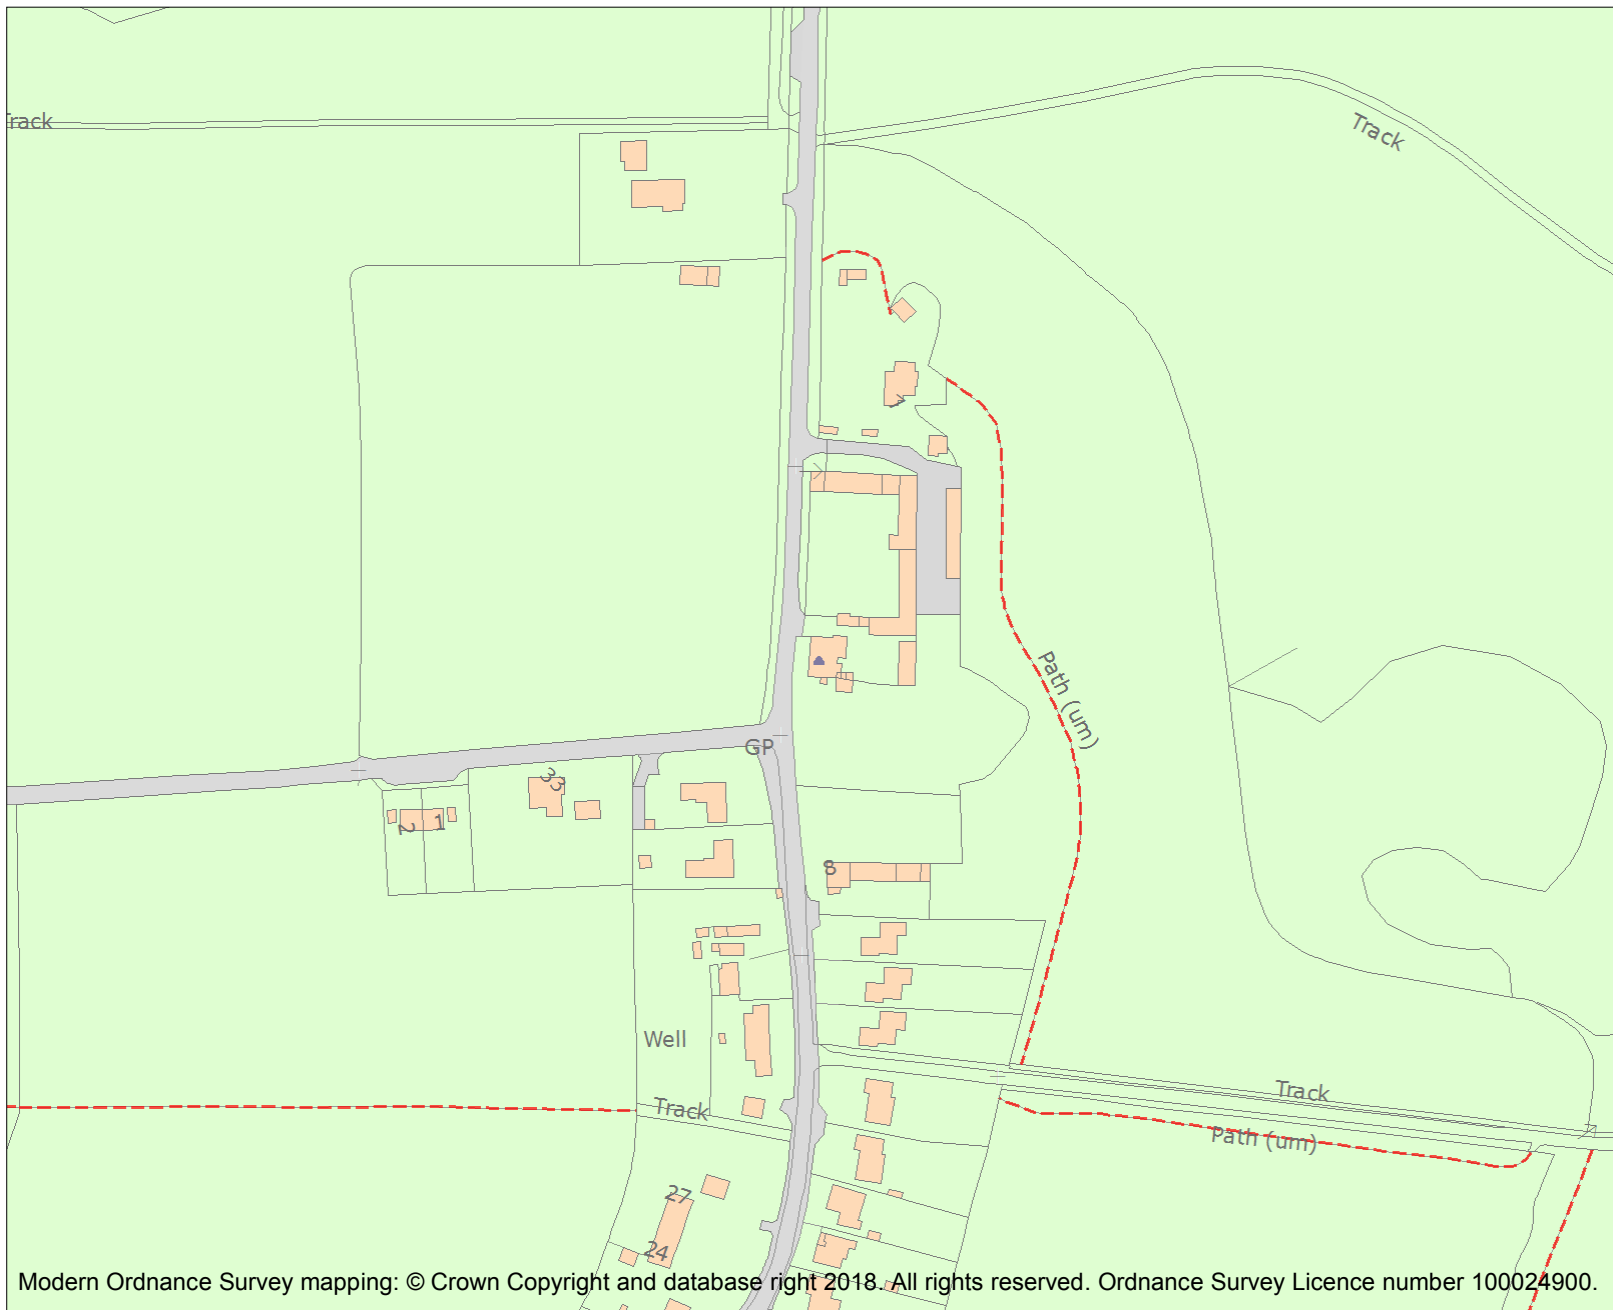 Track
Track
7
Path (um)
GP
33
2
1
8
Well
Track
Track
Path (um)
27
24
Modern Ordnance Survey mapping: © Crown Copyright and database right 2018. All rights reserved. Ordnance Survey Licence number 100024900.